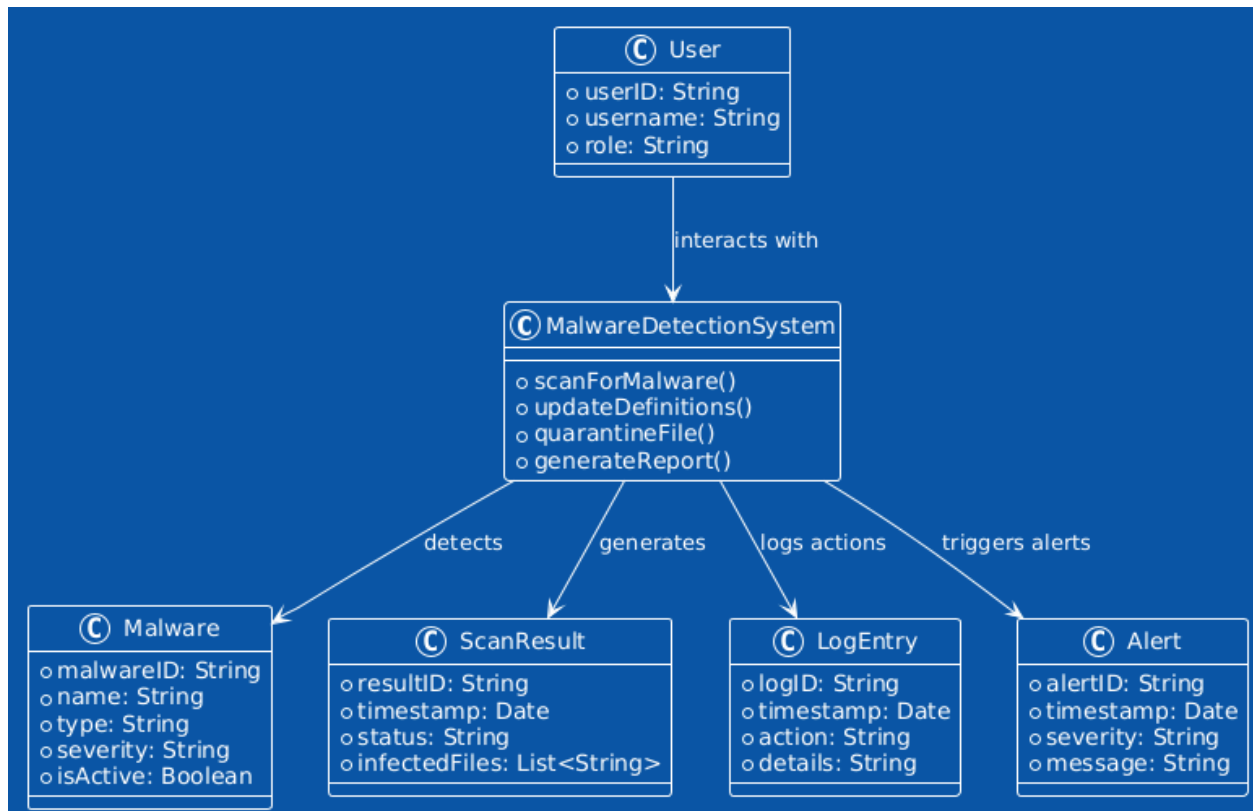 C User
userID: String
username: String
role: String
interacts with
C MalwareDetectionSystem
scanForMalware()
updateDefinitions()
quarantineFile()
generateReport()
detects
generates
logs actions
triggers alerts
C Malware
malwareID: String
name: String
type: String
severity: String
isActive: Boolean
C ScanResult
resultID: String
timestamp: Date
status: String
infectedFiles: List<String>
C LogEntry
logID: String
timestamp: Date
action: String
details: String
C Alert
alertID: String
timestamp: Date
severity: String
message: String